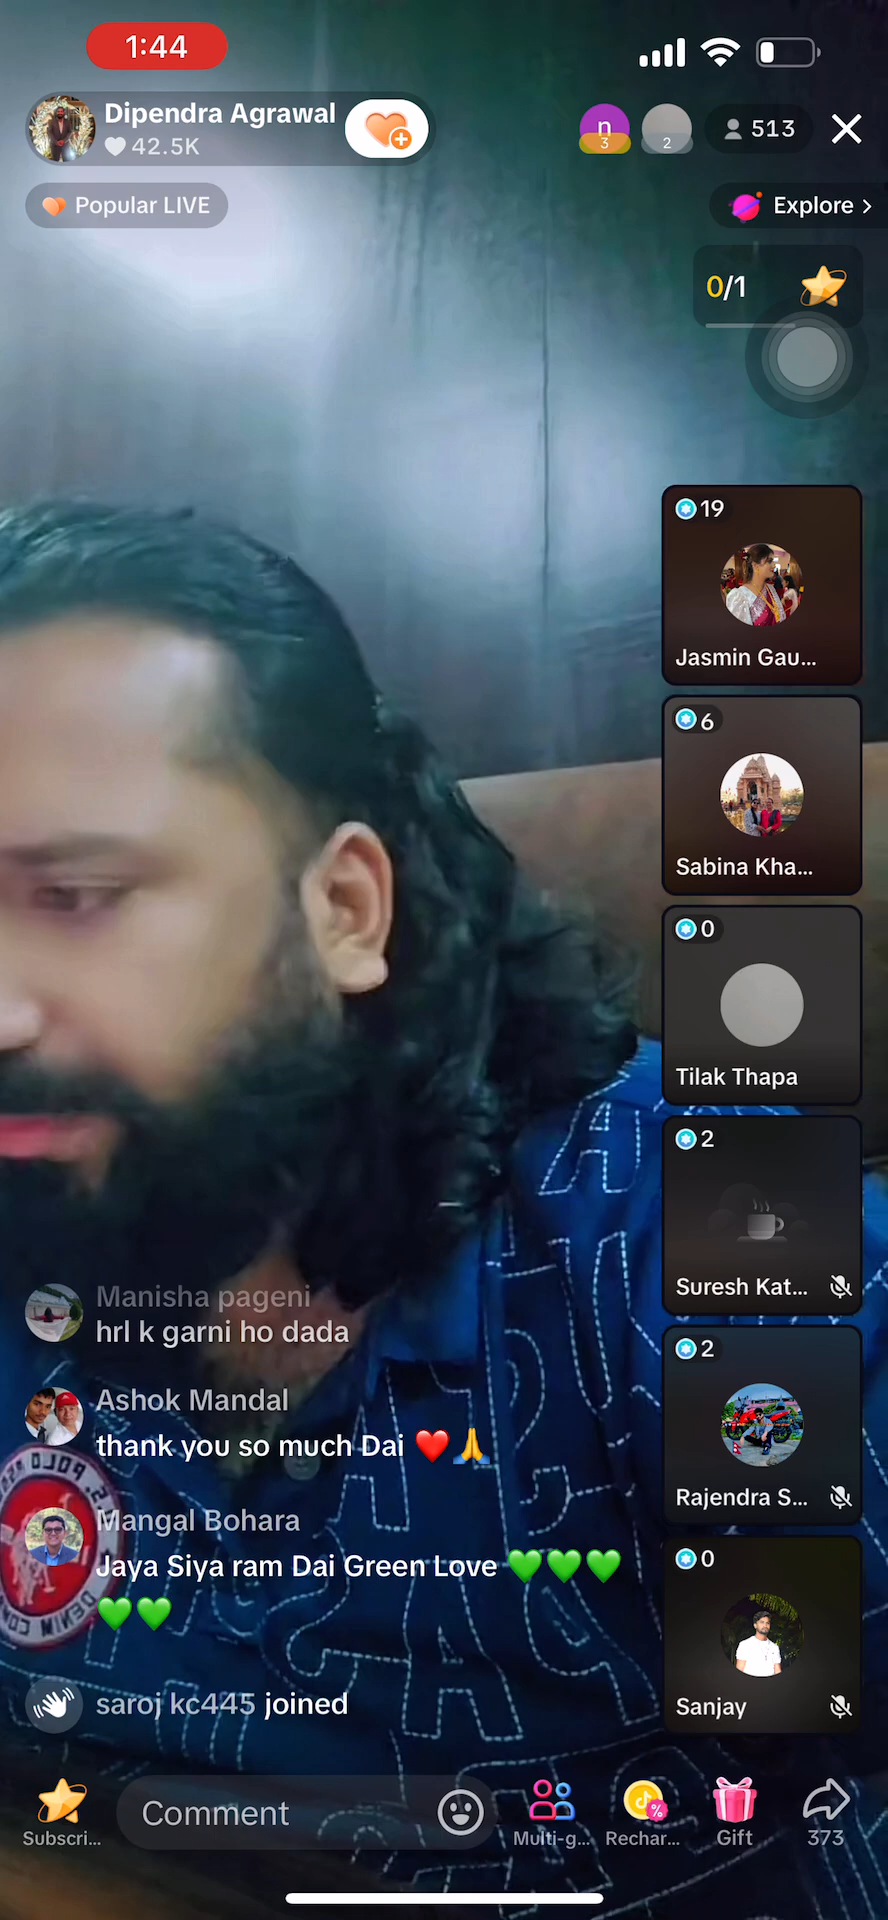 1:44
Dipendra Agrawal
42.5K
n
3
2
513
Popular LIVE
Explore >
0/1
19
Jasmin Gau...
6
Sabina Kha...
0
Tilak Thapa
2
Suresh Kat...
2
Rajendra S...
0
Sanjay
Manisha pageni
hrl k garni ho dada
Ashok Mandal
thank you so much Dai ❤️🙏
Mangal Bohara
Jaya Siya ram Dai Green Love 💚💚💚
💚💚
saroj kc445 joined
Subscri...
Comment
Multi-g...
Rechar...
Gift
373